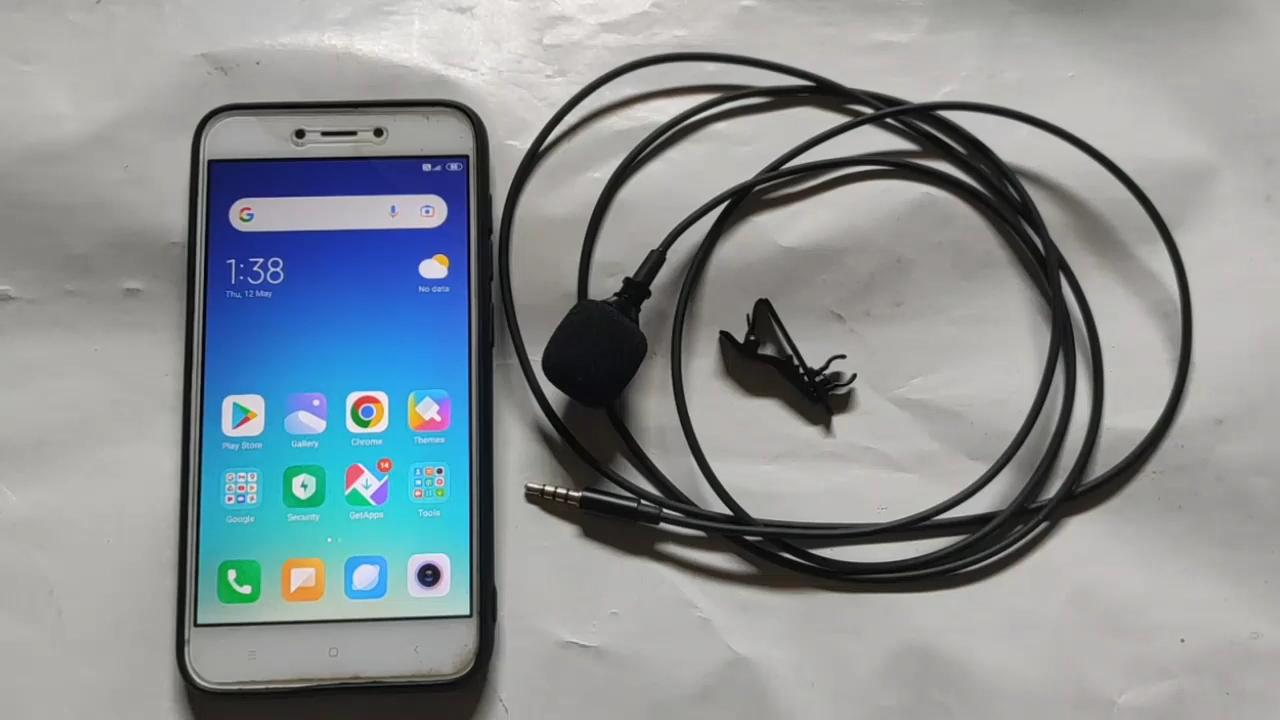 1:38
Thu, 12 May
No data
Play Store
Gallery
Chrome
Themes
14
Google
Security
GetApps
Tools